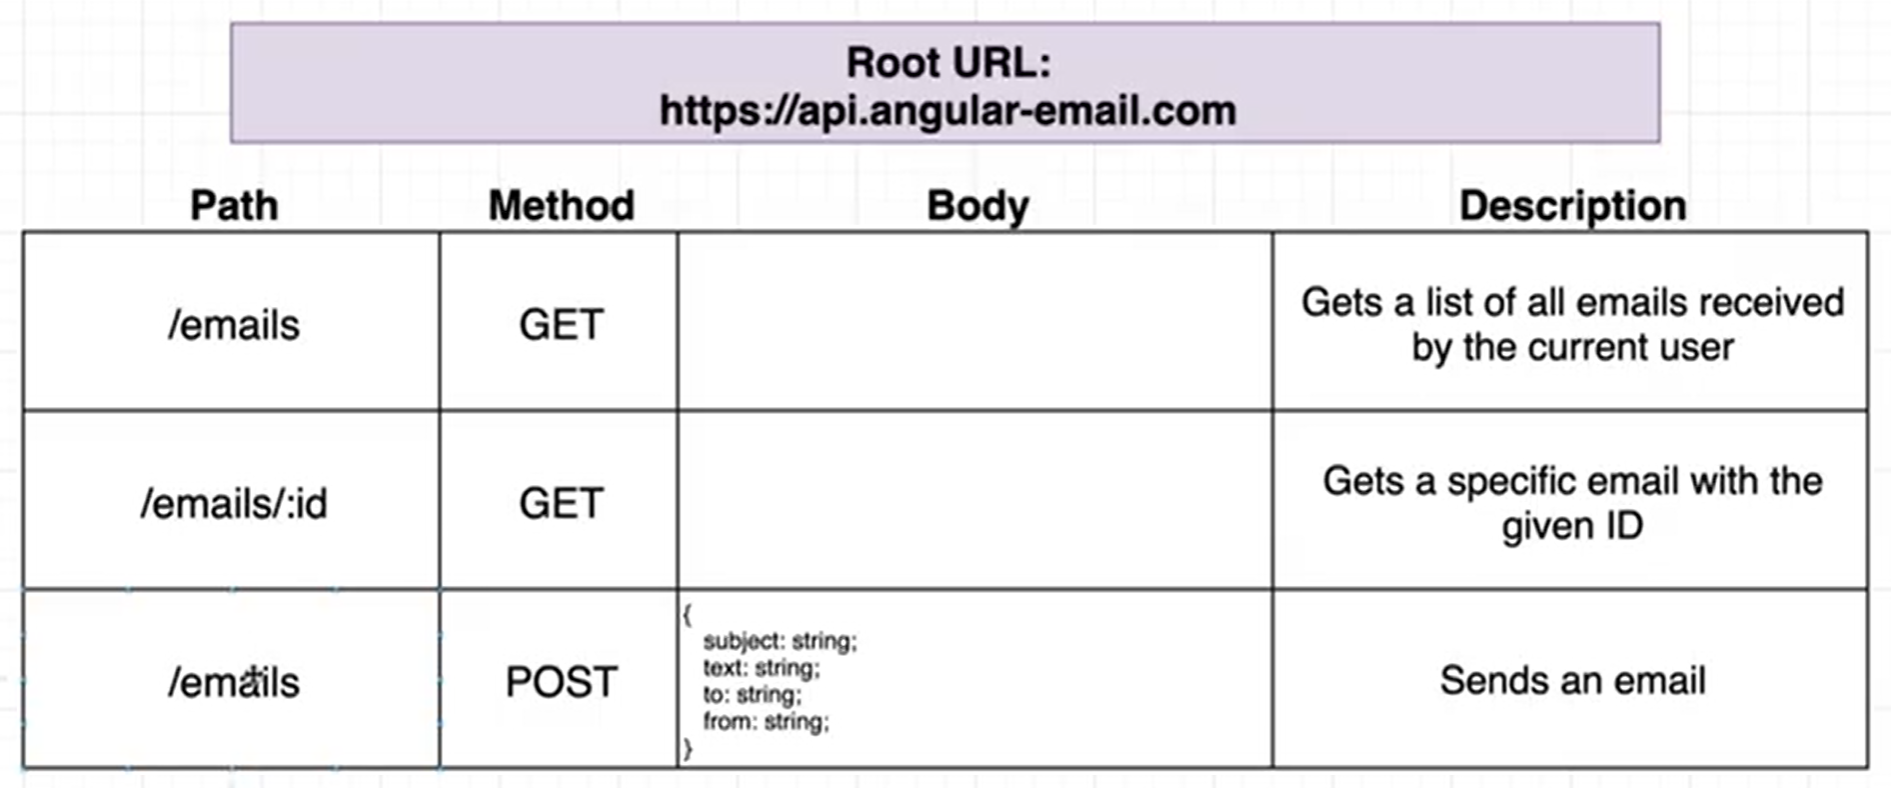 Root URL:
https://api.angular-email.com
Path Method Body Description
/emails GET Gets a list of all emails received
by the current user
/emails/:id GET Gets a specific email with the
given ID
/emails POST
{
subject: string;
text: string;
to: string;
from: string;
}
Sends an email